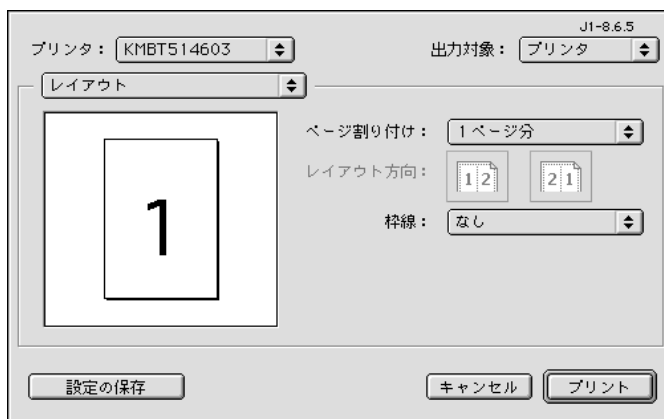 J1-8.6.5
プリンタ： KMBT514603 出力対象： プリンタ
レイアウト
ページ割り付け： 1 ページ分
レイアウト方向： 1 2 2 1
枠線： なし
1
設定の保存 キャンセル プリント